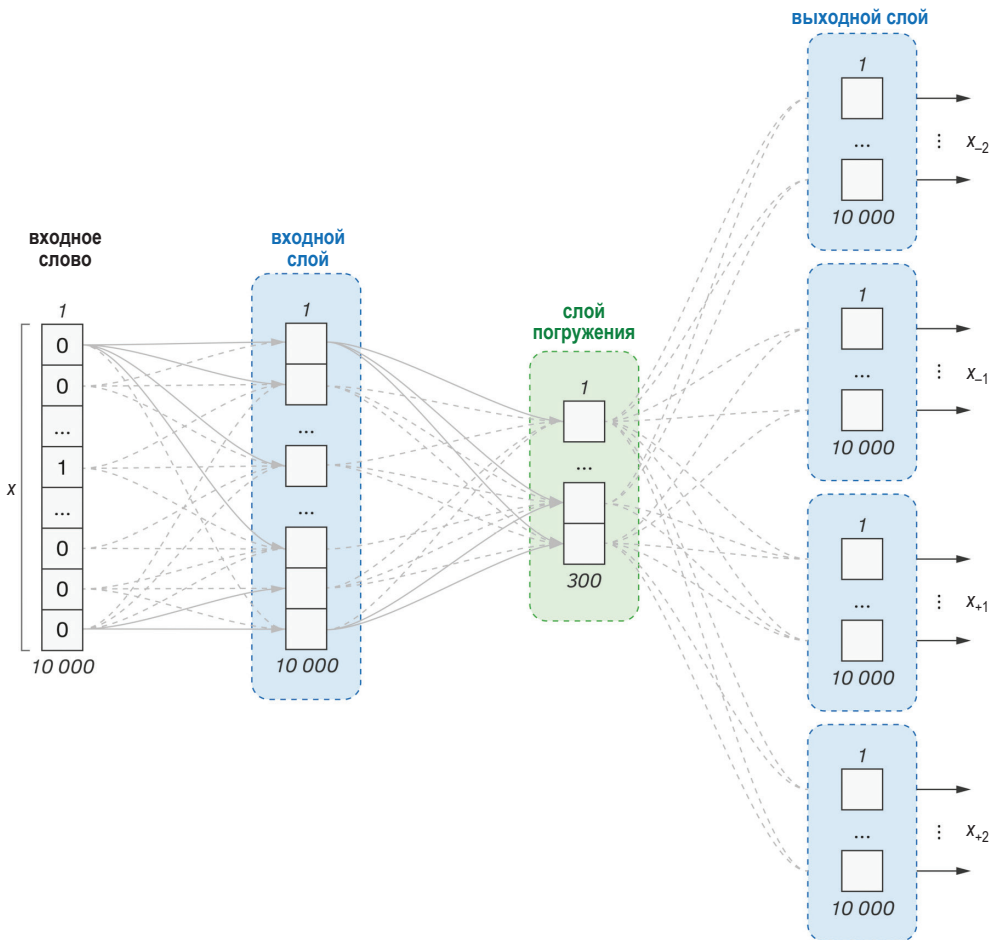 выходной слой
1
...
⋮
x–2
10 000
входное
слово
входной
слой
1
...
⋮
x–1
10 000
слой
погружения
x
1
0
0
...
1
...
0
0
0
10 000
1
...
...
10 000
1
...
300
1
...
⋮
x+1
10 000
1
...
⋮
x+2
10 000